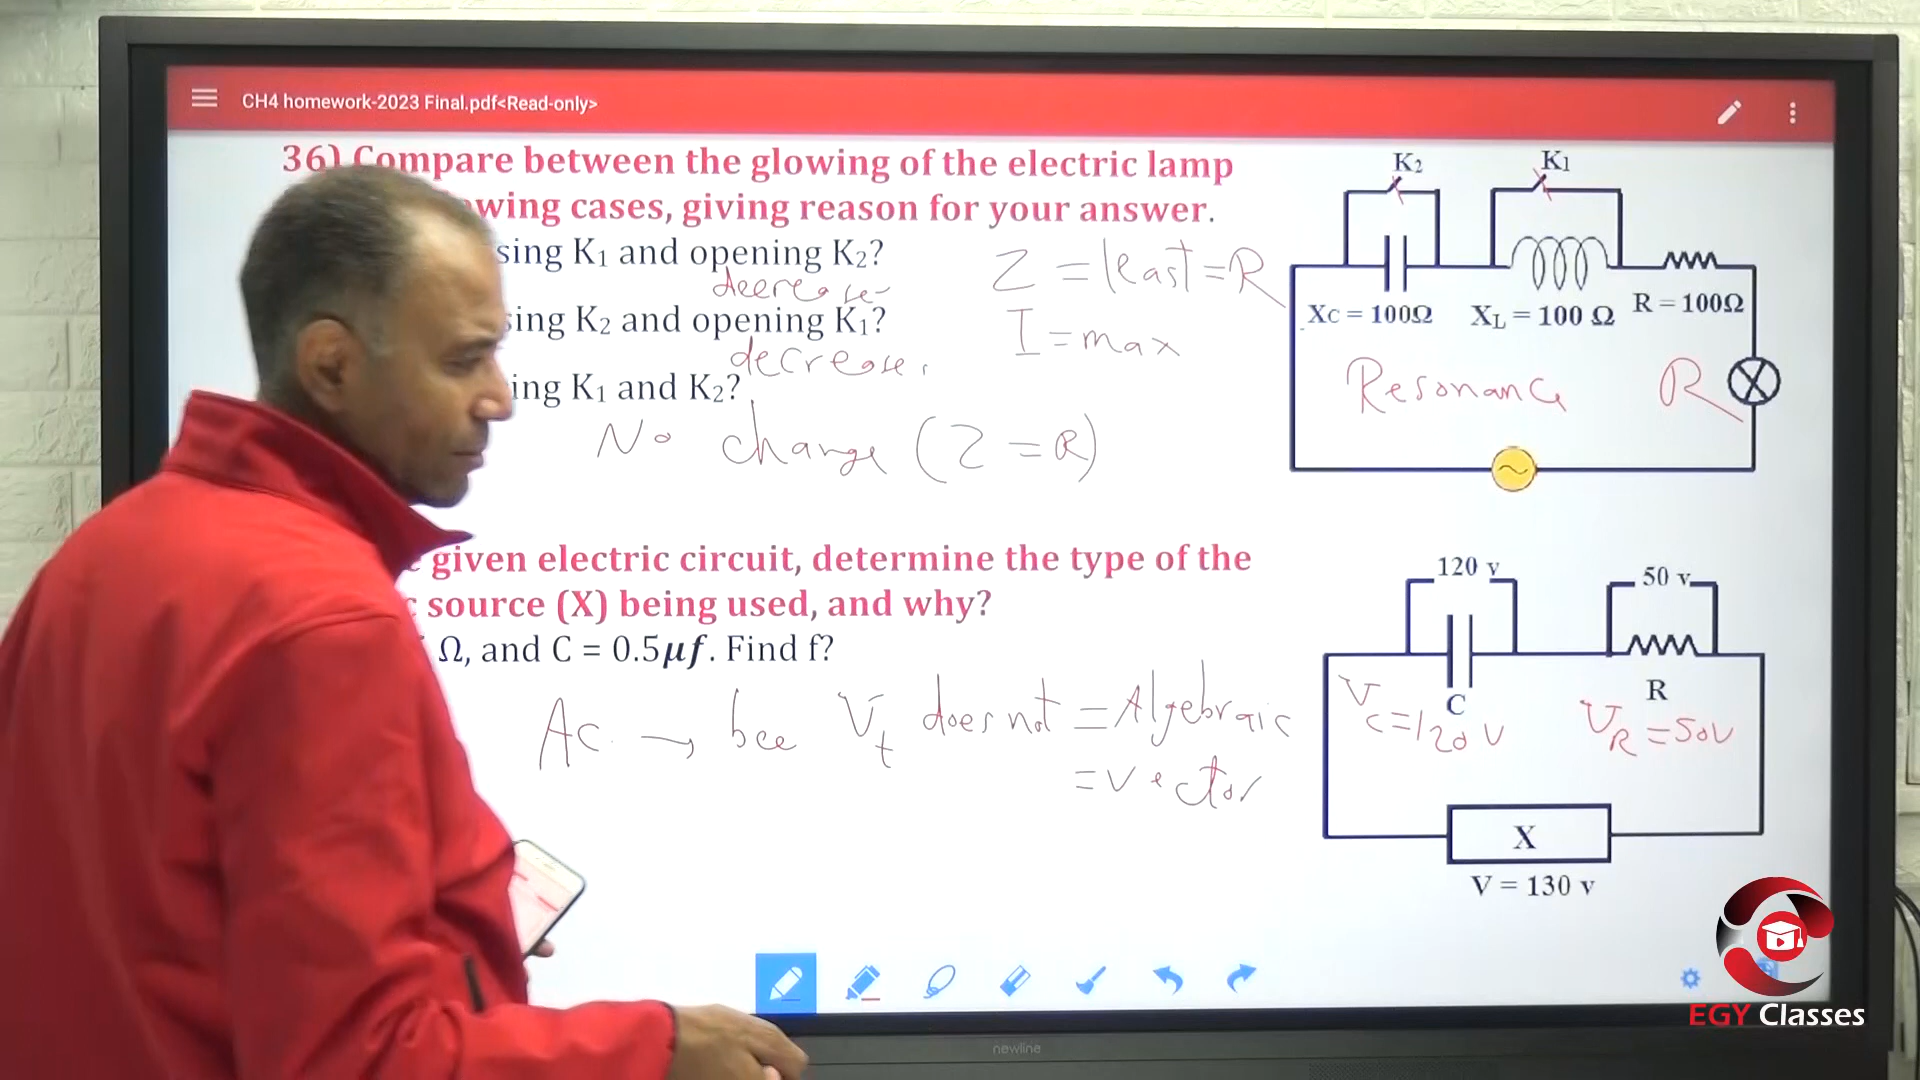 CH4 homework-2023 Final.pdf<Read-only>
36) Compare between the glowing of the electric lamp
wing cases, giving reason for your answer.
sing K₁ and opening K₂?
decrease
sing K₂ and opening K₁?
decrease.
ing K₁ and K₂?
No change (Z = R)
Z = least = R
I = max
K₂
K₁
Xc = 100Ω
XL = 100 Ω
R = 100Ω
Resonance
R
given electric circuit, determine the type of the
source (X) being used, and why?
Ω, and C = 0.5μf. Find f?
Ac → bec Vt does not = Algebraic
= vector
120 v
50 v
C
R
Vc = 120 V
VR = 50V
X
V = 130 v
EGY Classes
newline